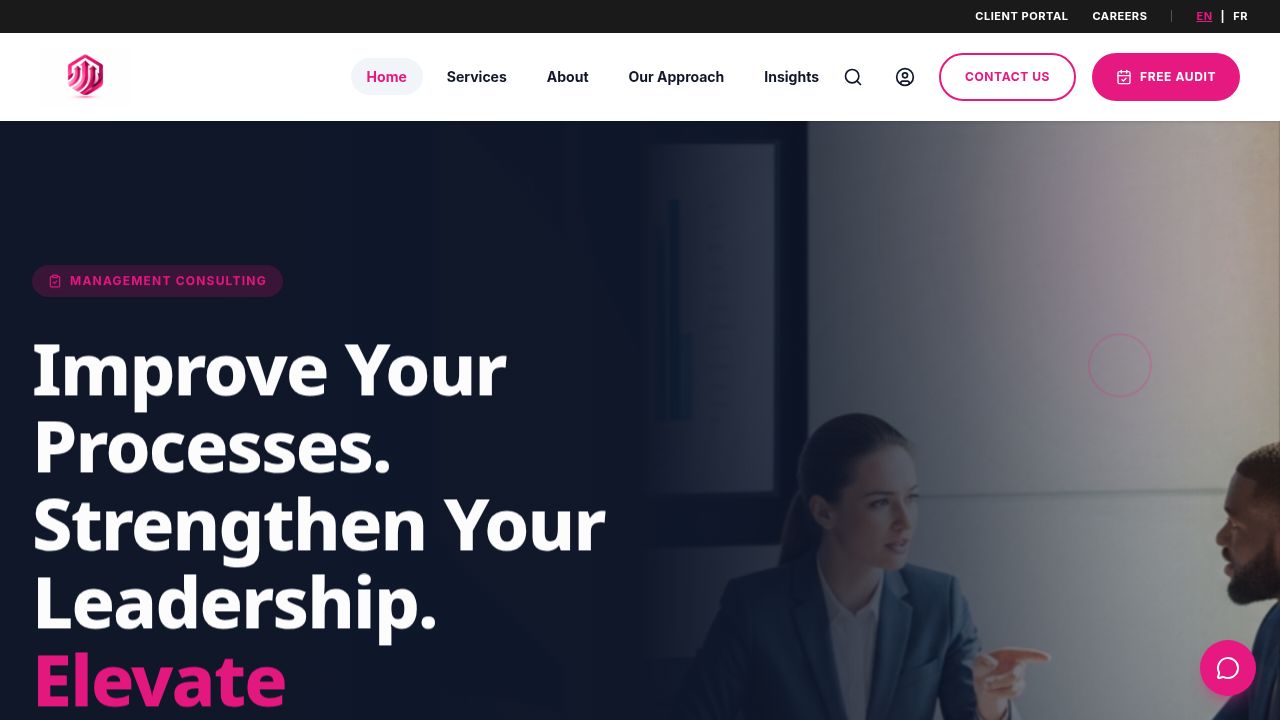 CLIENT PORTAL CAREERS EN | FR
Home Services About Our Approach Insights CONTACT US FREE AUDIT
MANAGEMENT CONSULTING
Improve Your
Processes.
Strengthen Your
Leadership.
Elevate